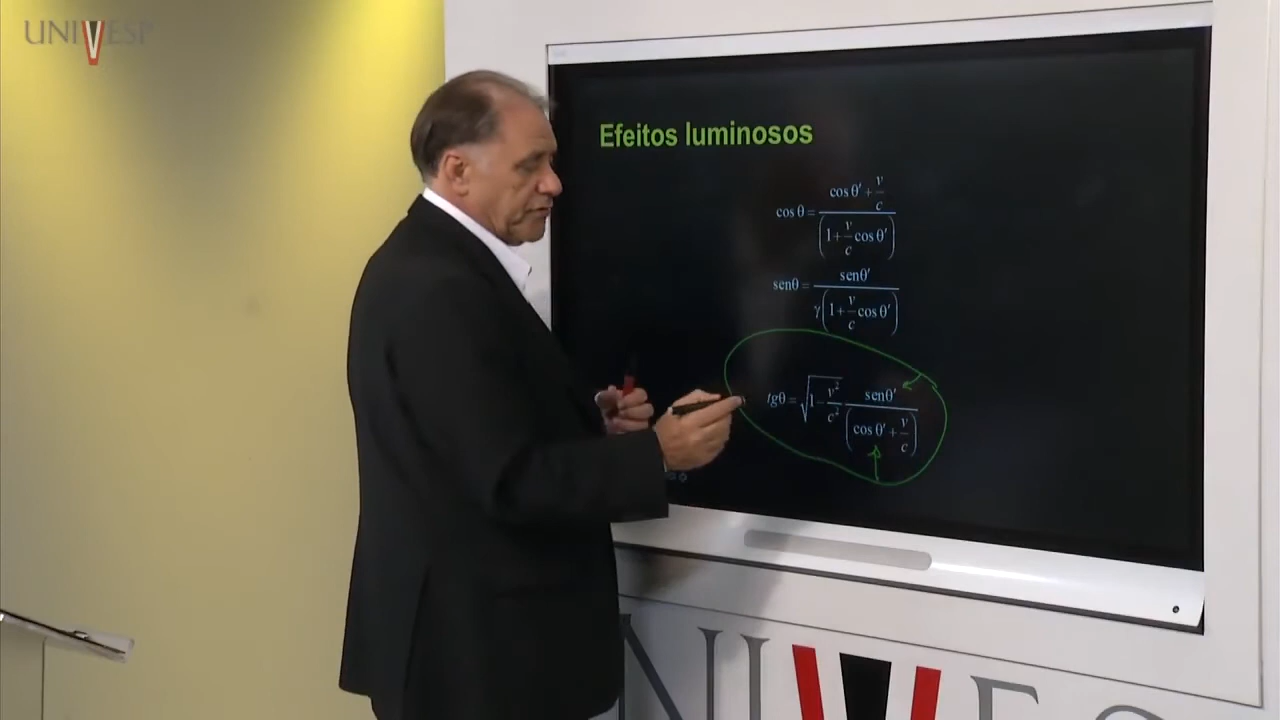 UNIVESP
Efeitos luminosos
cos θ = (cos θ' + v/c) / (1 + v/c cos θ')
senθ = senθ' / γ(1 + v/c cos θ')
tgθ = √(1 − v²/c²) senθ' / (cos θ' + v/c)
UNIVESP